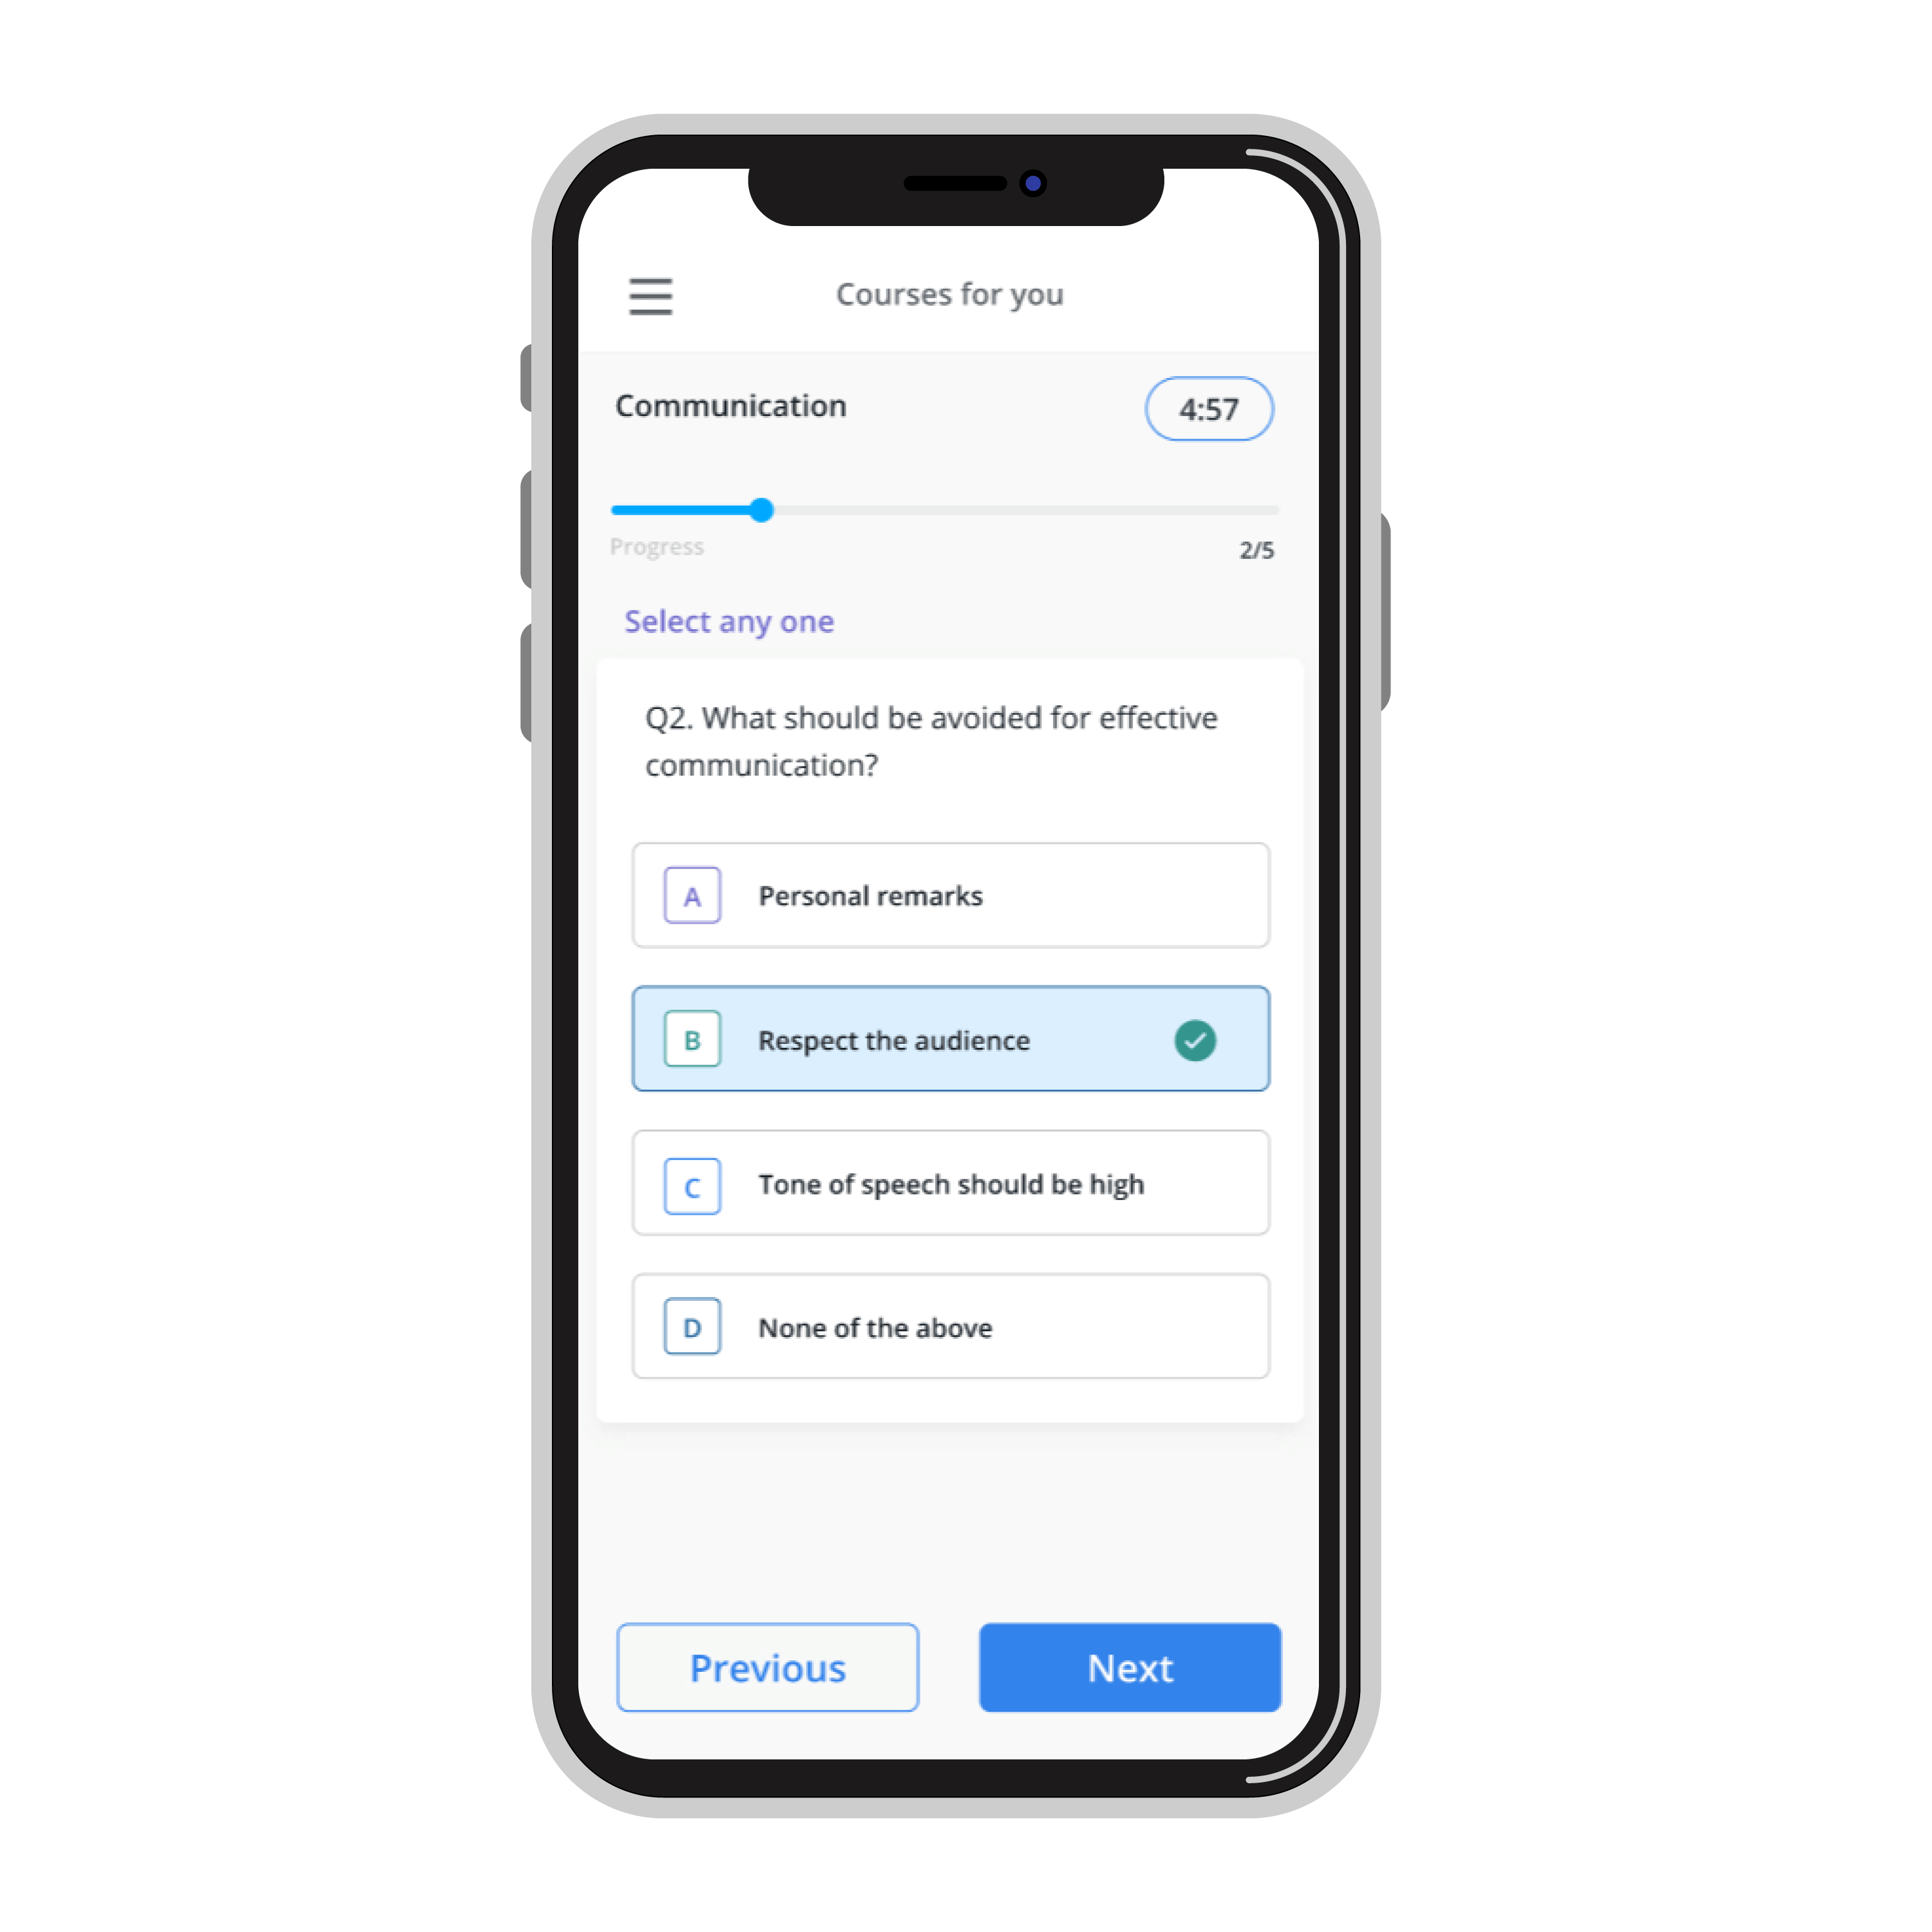 Courses for you
Communication
4:57
Progress
2/5
Select any one
Q2. What should be avoided for effective
communication?
A Personal remarks
B Respect the audience
C Tone of speech should be high
D None of the above
Previous
Next